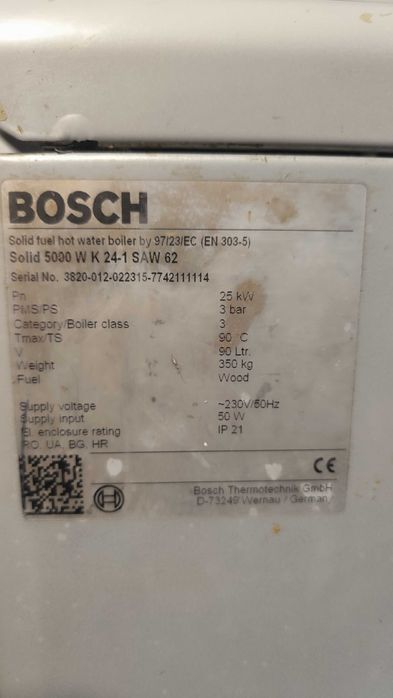 BOSCH
Solid fuel hot water boiler by 97/23/EC (EN 303-5)
Solid 5000 W K 24-1 SAW 62
Serial No. 3820-012-022315-7742111114
Pn 25 kW
PMS/PS 3 bar
Category/Boiler class 3
Tmax/TS 90 °C
V 90 Ltr.
Weight 350 kg
Fuel Wood
Supply voltage ~230V/50Hz
Supply input 50 W
El. enclosure rating IP 21
RO, UA, BG, HR
CE
Bosch Thermotechnik GmbH
D-73249 Wernau / Germany